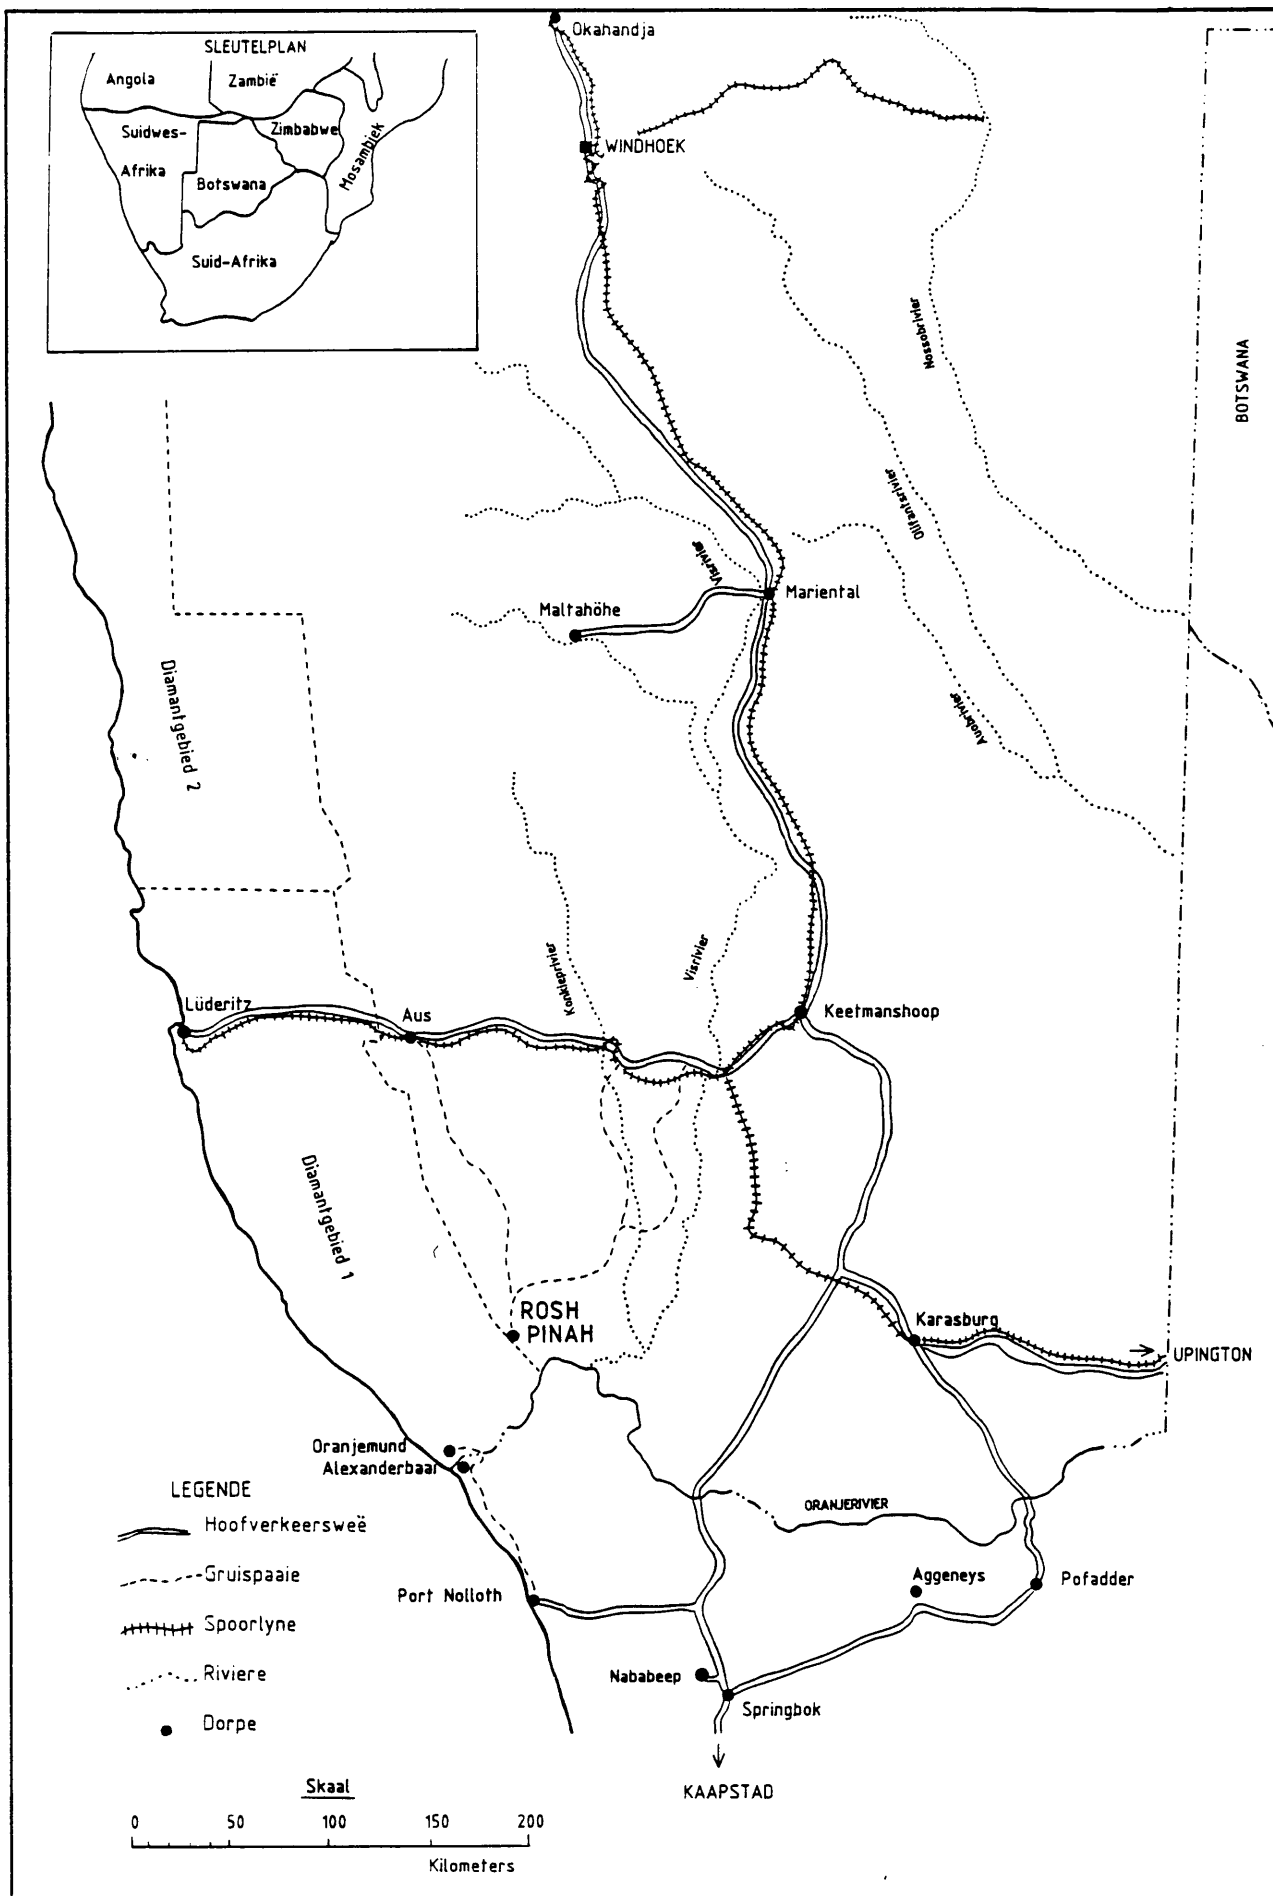 SLEUTELPLAN
Angola
Zambië
Suidwes-
Afrika
Zimbabwe
Mosambiek
Botswana
Suid-Afrika
Okahandja
WINDHOEK
Nossobrivier
BOTSWANA
Olifantsrivier
Visrivier
Mariental
Maltahöhe
Diamantgebied 2
Auobrivier
Konkieprivier
Visrivier
Lüderitz
Aus
Keetmanshoop
Diamantgebied 1
ROSH
PINAH
Karasburg
UPINGTON
Oranjemund
Alexanderbaai
ORANJERIVIER
LEGENDE
Hoofverkeersweë
Gruispaaie
Spoorlyne
Riviere
Dorpe
Port Nolloth
Aggeneys
Pofadder
Nababeep
Springbok
KAAPSTAD
Skaal
0 50 100 150 200
Kilometers